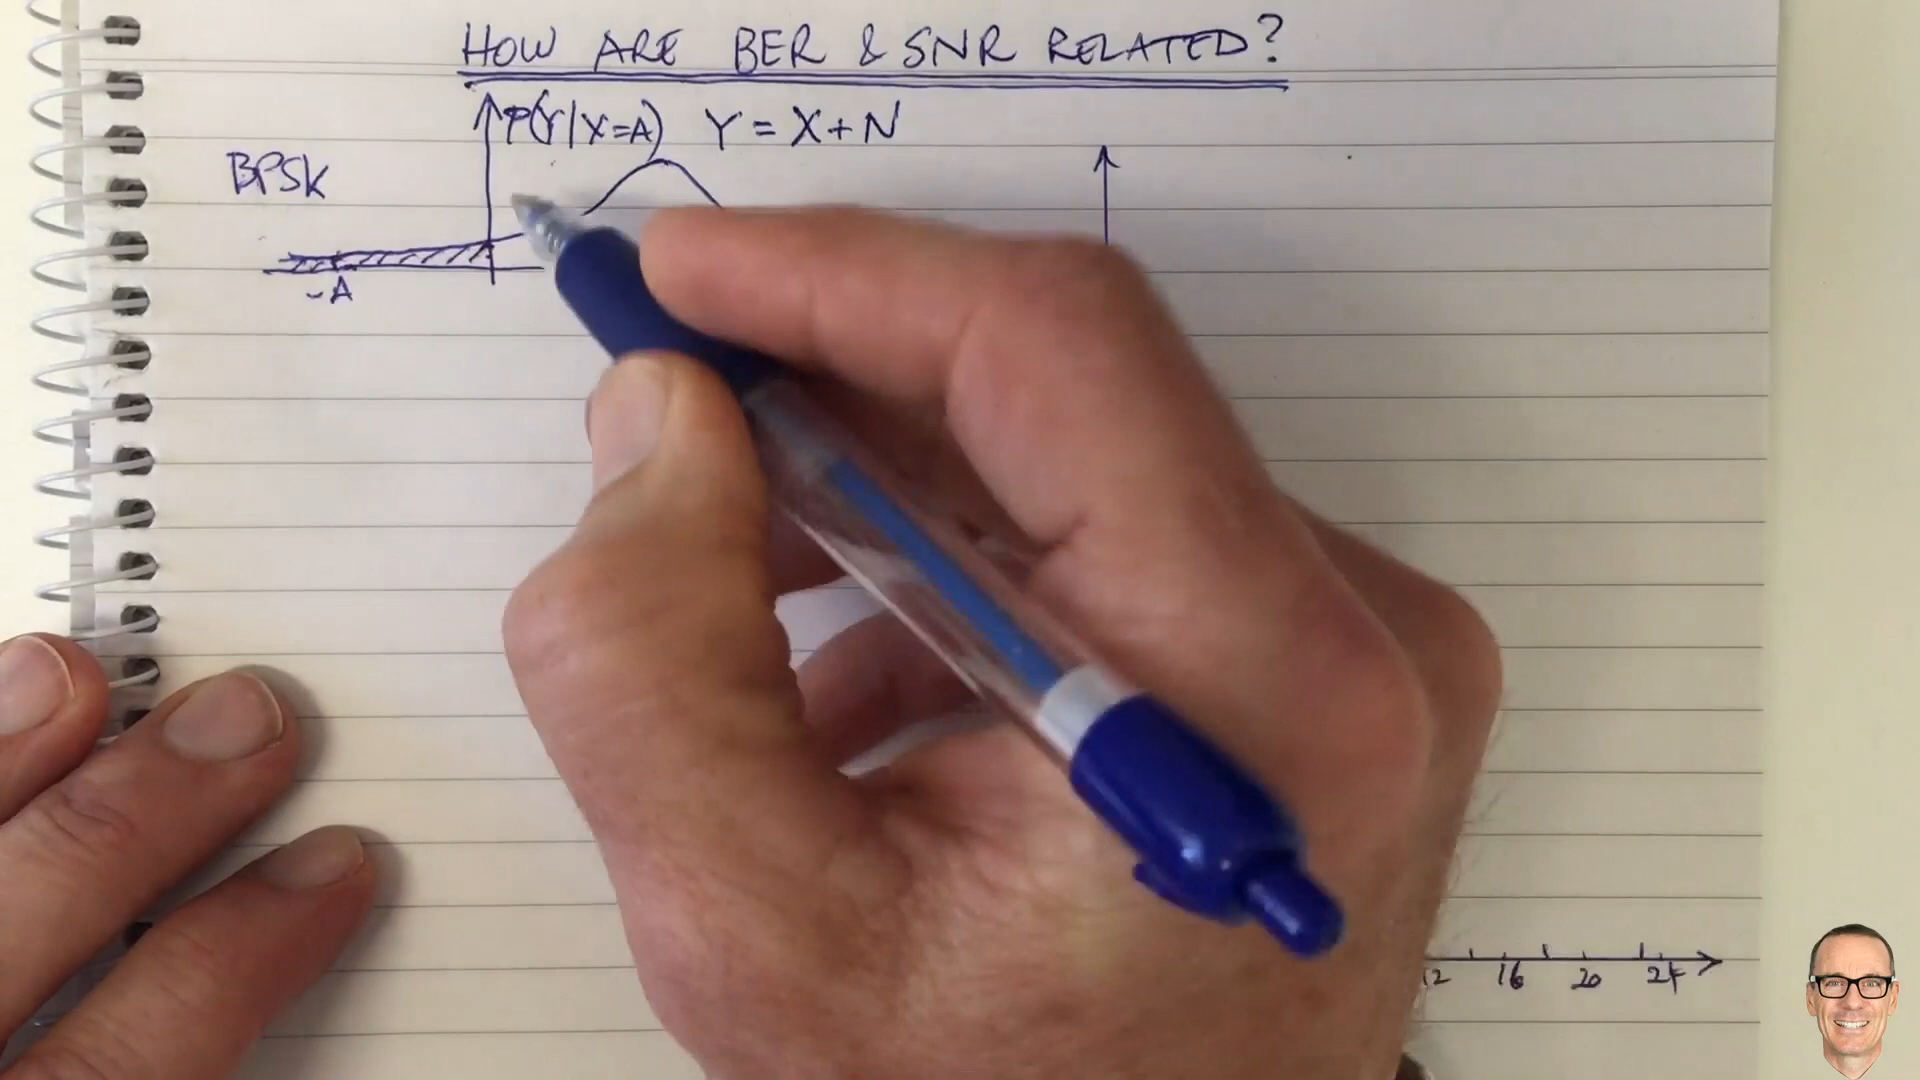 HOW ARE BER & SNR RELATED?
P(Y|X=A) Y = X+N
BPSK
-A
12 16 20 24